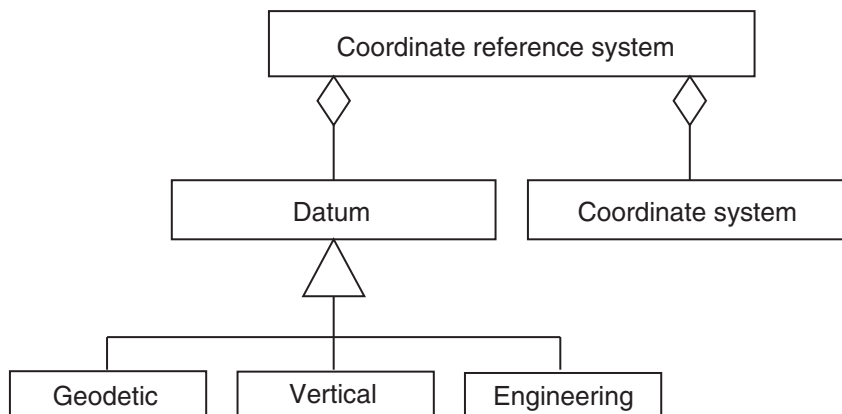 Coordinate reference system
Datum
Coordinate system
Geodetic
Vertical
Engineering